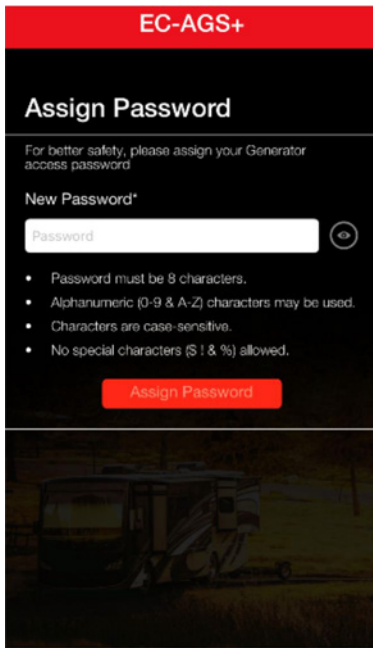 EC-AGS+
Assign Password
For better safety, please assign your Generator
access password
New Password*
Password
• Password must be 8 characters.
• Alphanumeric (0-9 & A-Z) characters may be used.
• Characters are case-sensitive.
• No special characters ($ ! & %) allowed.
Assign Password